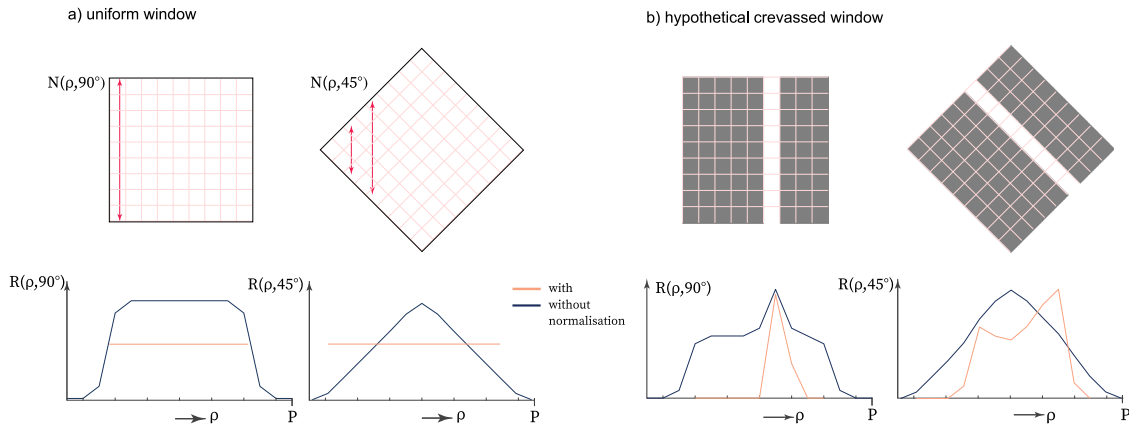 a) uniform window
b) hypothetical crevassed window
N(ρ,90°)
N(ρ,45°)
R(ρ,90°)
R(ρ,45°)
with
without
normalisation
R(ρ,90°)
R(ρ,45°)
ρ
P
ρ
P
ρ
P
ρ
P